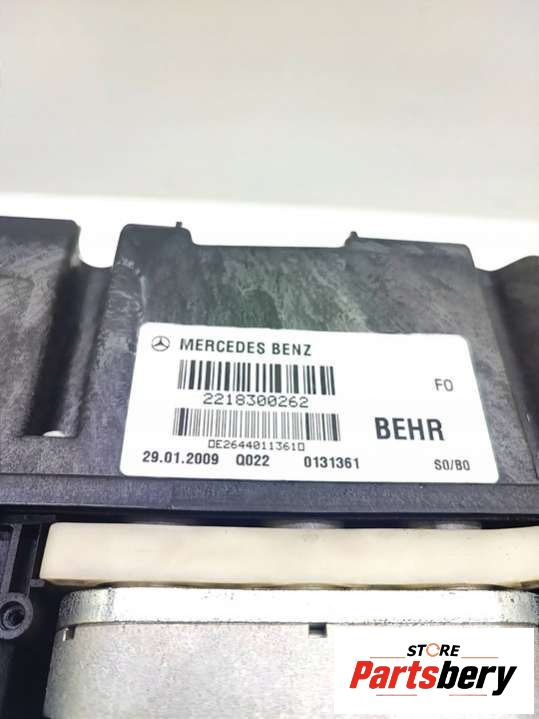 MERCEDES BENZ
FO
2218300262
BEHR
DE26440113610
29.01.2009 Q022 0131361 S0/B0
STORE
Partsbery